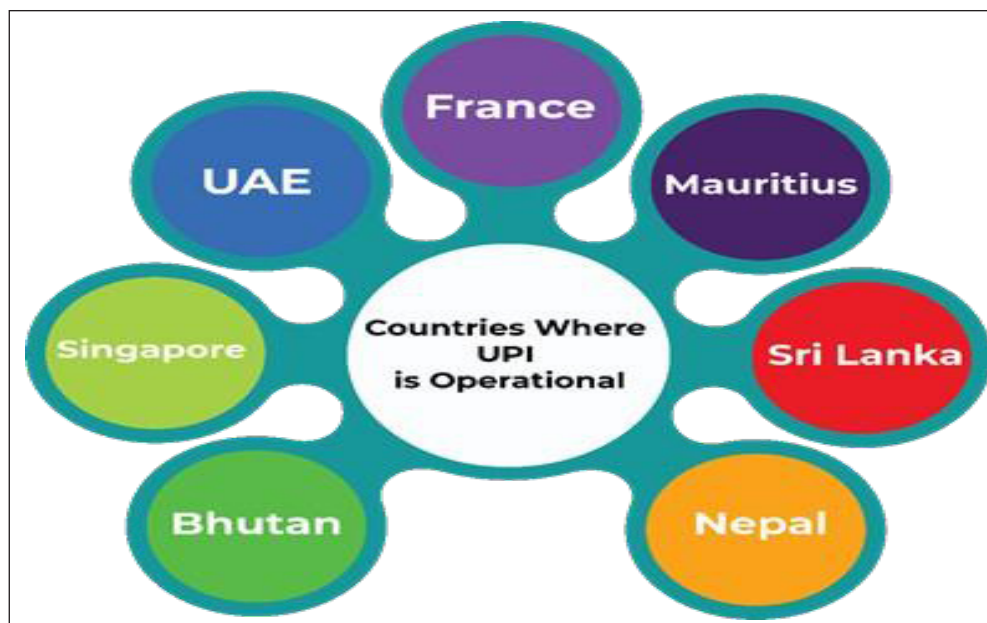 France
UAE
Mauritius
Singapore
Countries Where
UPI
is Operational
Sri Lanka
Bhutan
Nepal